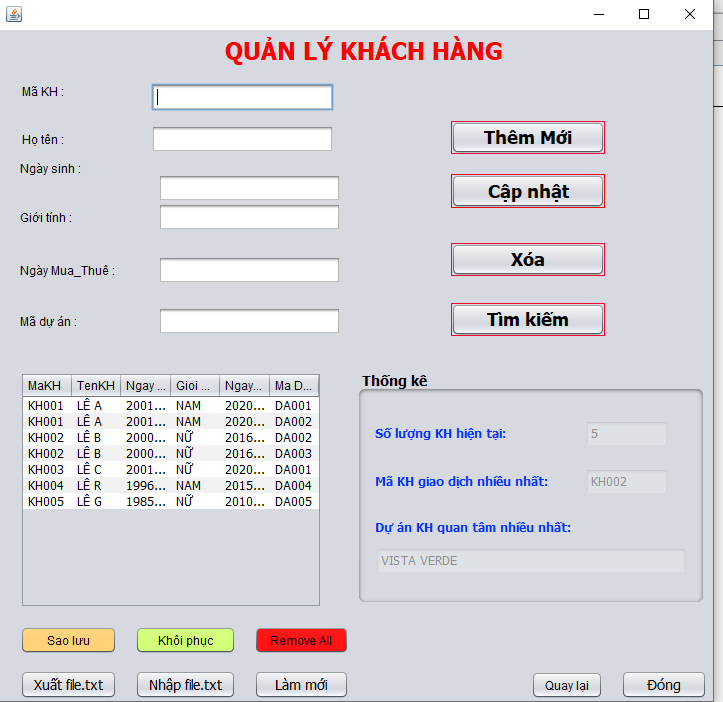 QUẢN LÝ KHÁCH HÀNG
Mã KH :
Họ tên :
Ngày sinh :
Giới tính :
Ngày Mua_Thuê :
Mã dự án :
Thêm Mới
Cập nhật
Xóa
Tìm kiếm
MaKH TenKH Ngay ... Gioi ... Ngay... Ma D...
KH001 LÊ A 2001... NAM 2020... DA001
KH001 LÊ A 2001... NAM 2020... DA002
KH002 LÊ B 2000... NỮ 2016... DA002
KH002 LÊ B 2000... NỮ 2016... DA003
KH003 LÊ C 2001... NỮ 2020... DA001
KH004 LÊ R 1996... NAM 2015... DA004
KH005 LÊ G 1985... NỮ 2010... DA005
Thống kê
Số lượng KH hiện tại: 5
Mã KH giao dịch nhiều nhất: KH002
Dự án KH quan tâm nhiều nhất:
VISTA VERDE
Sao lưu Khôi phục Remove All
Xuất file.txt Nhập file.txt Làm mới Quay lại Đóng